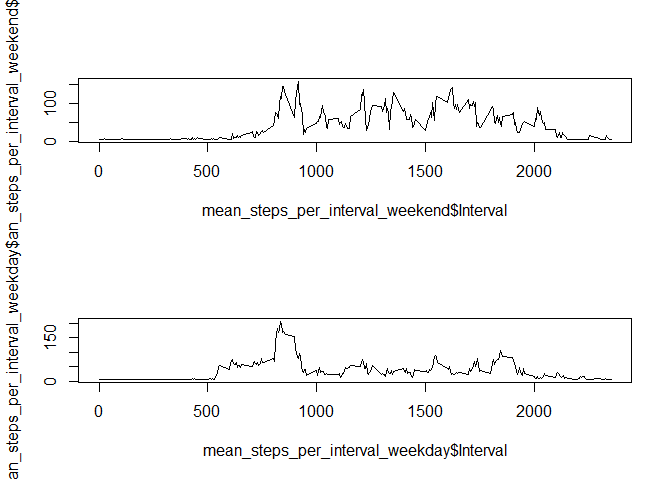 an_steps_per_interval_weekend$
100
0
0 500 1000 1500 2000
mean_steps_per_interval_weekend$Interval
an_steps_per_interval_weekday$
150
0
0 500 1000 1500 2000
mean_steps_per_interval_weekday$Interval